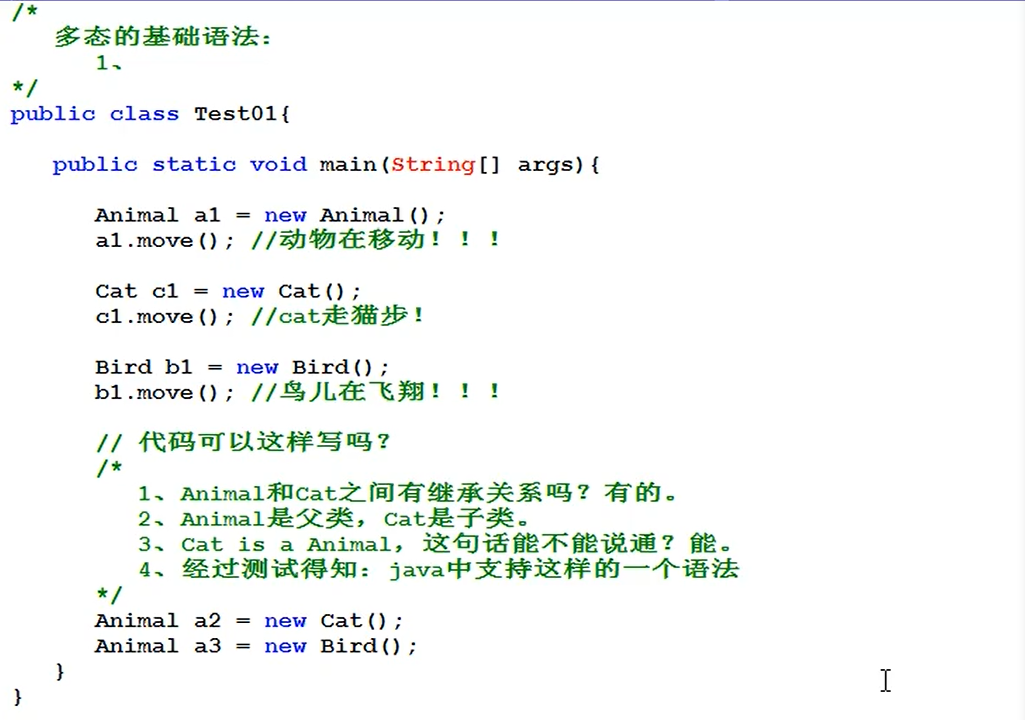 /*
多态的基础语法：
1、
*/
public class Test01{
public static void main(String[] args){
Animal a1 = new Animal();
a1.move(); //动物在移动！！！
Cat c1 = new Cat();
c1.move(); //cat走猫步！
Bird b1 = new Bird();
b1.move(); //鸟儿在飞翔！！！
// 代码可以这样写吗？
/*
1、Animal和Cat之间有继承关系吗？有的。
2、Animal是父类，Cat是子类。
3、Cat is a Animal，这句话能不能说通？能。
4、经过测试得知：java中支持这样的一个语法
*/
Animal a2 = new Cat();
Animal a3 = new Bird();
}
}